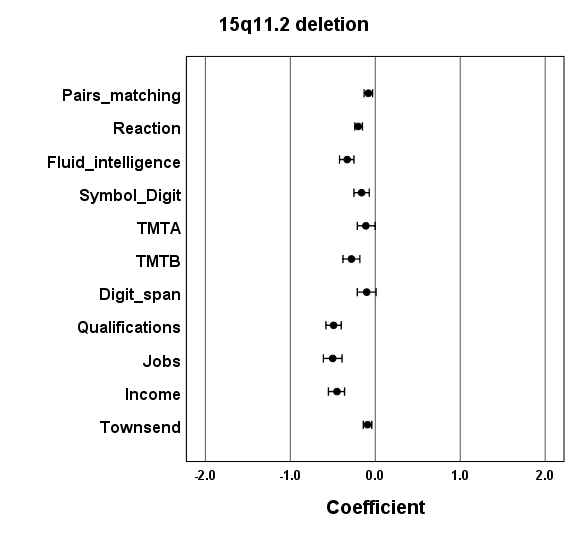 15q11.2 deletion
Pairs_matching
Reaction
Fluid_intelligence
Symbol_Digit
TMTA
TMTB
Digit_span
Qualifications
Jobs
Income
Townsend
-2.0 -1.0 0.0 1.0 2.0
Coefficient